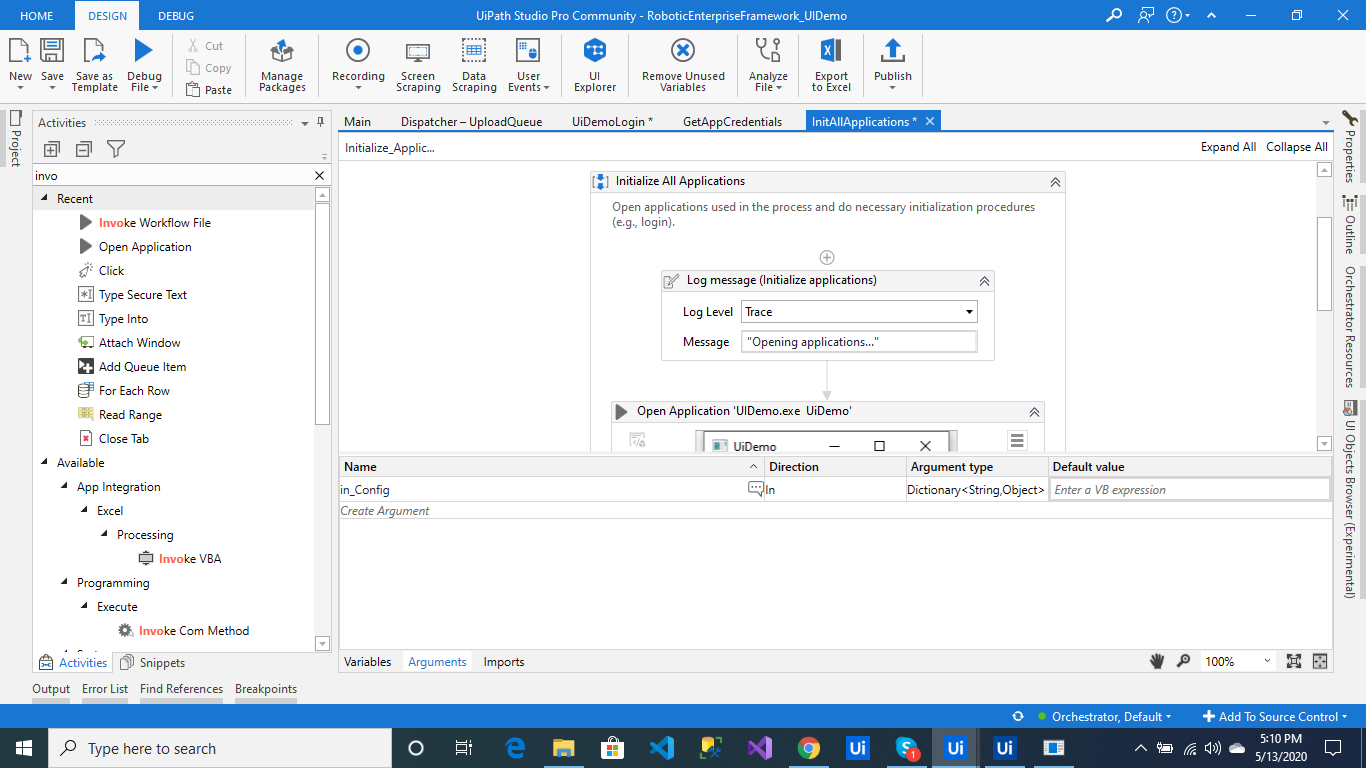 HOME DESIGN DEBUG UiPath Studio Pro Community - RoboticEnterpriseFramework_UIDemo
New Save Save as Template Debug File Cut Copy Paste Manage Packages Recording Screen Scraping Data Scraping User Events UI Explorer Remove Unused Variables Analyze File Export to Excel Publish
Project
Activities
invo
Recent
Invoke Workflow File
Open Application
Click
Type Secure Text
Type Into
Attach Window
Add Queue Item
For Each Row
Read Range
Close Tab
Available
App Integration
Excel
Processing
Invoke VBA
Programming
Execute
Invoke Com Method
Activities Snippets
Main Dispatcher – UploadQueue UiDemoLogin * GetAppCredentials InitAllApplications *
Initialize_Applic... Expand All Collapse All
Initialize All Applications
Open applications used in the process and do necessary initialization procedures
(e.g., login).
Log message (Initialize applications)
Log Level Trace
Message "Opening applications..."
Open Application 'UIDemo.exe UiDemo'
UiDemo
Name Direction Argument type Default value
in_Config In Dictionary<String,Object> Enter a VB expression
Create Argument
Variables Arguments Imports 100%
Properties
Outline
Orchestrator Resources
UI Objects Browser (Experimental)
Output Error List Find References Breakpoints
Orchestrator, Default Add To Source Control
Type here to search
Ui
1
Ui
Ui
5:10 PM
5/13/2020